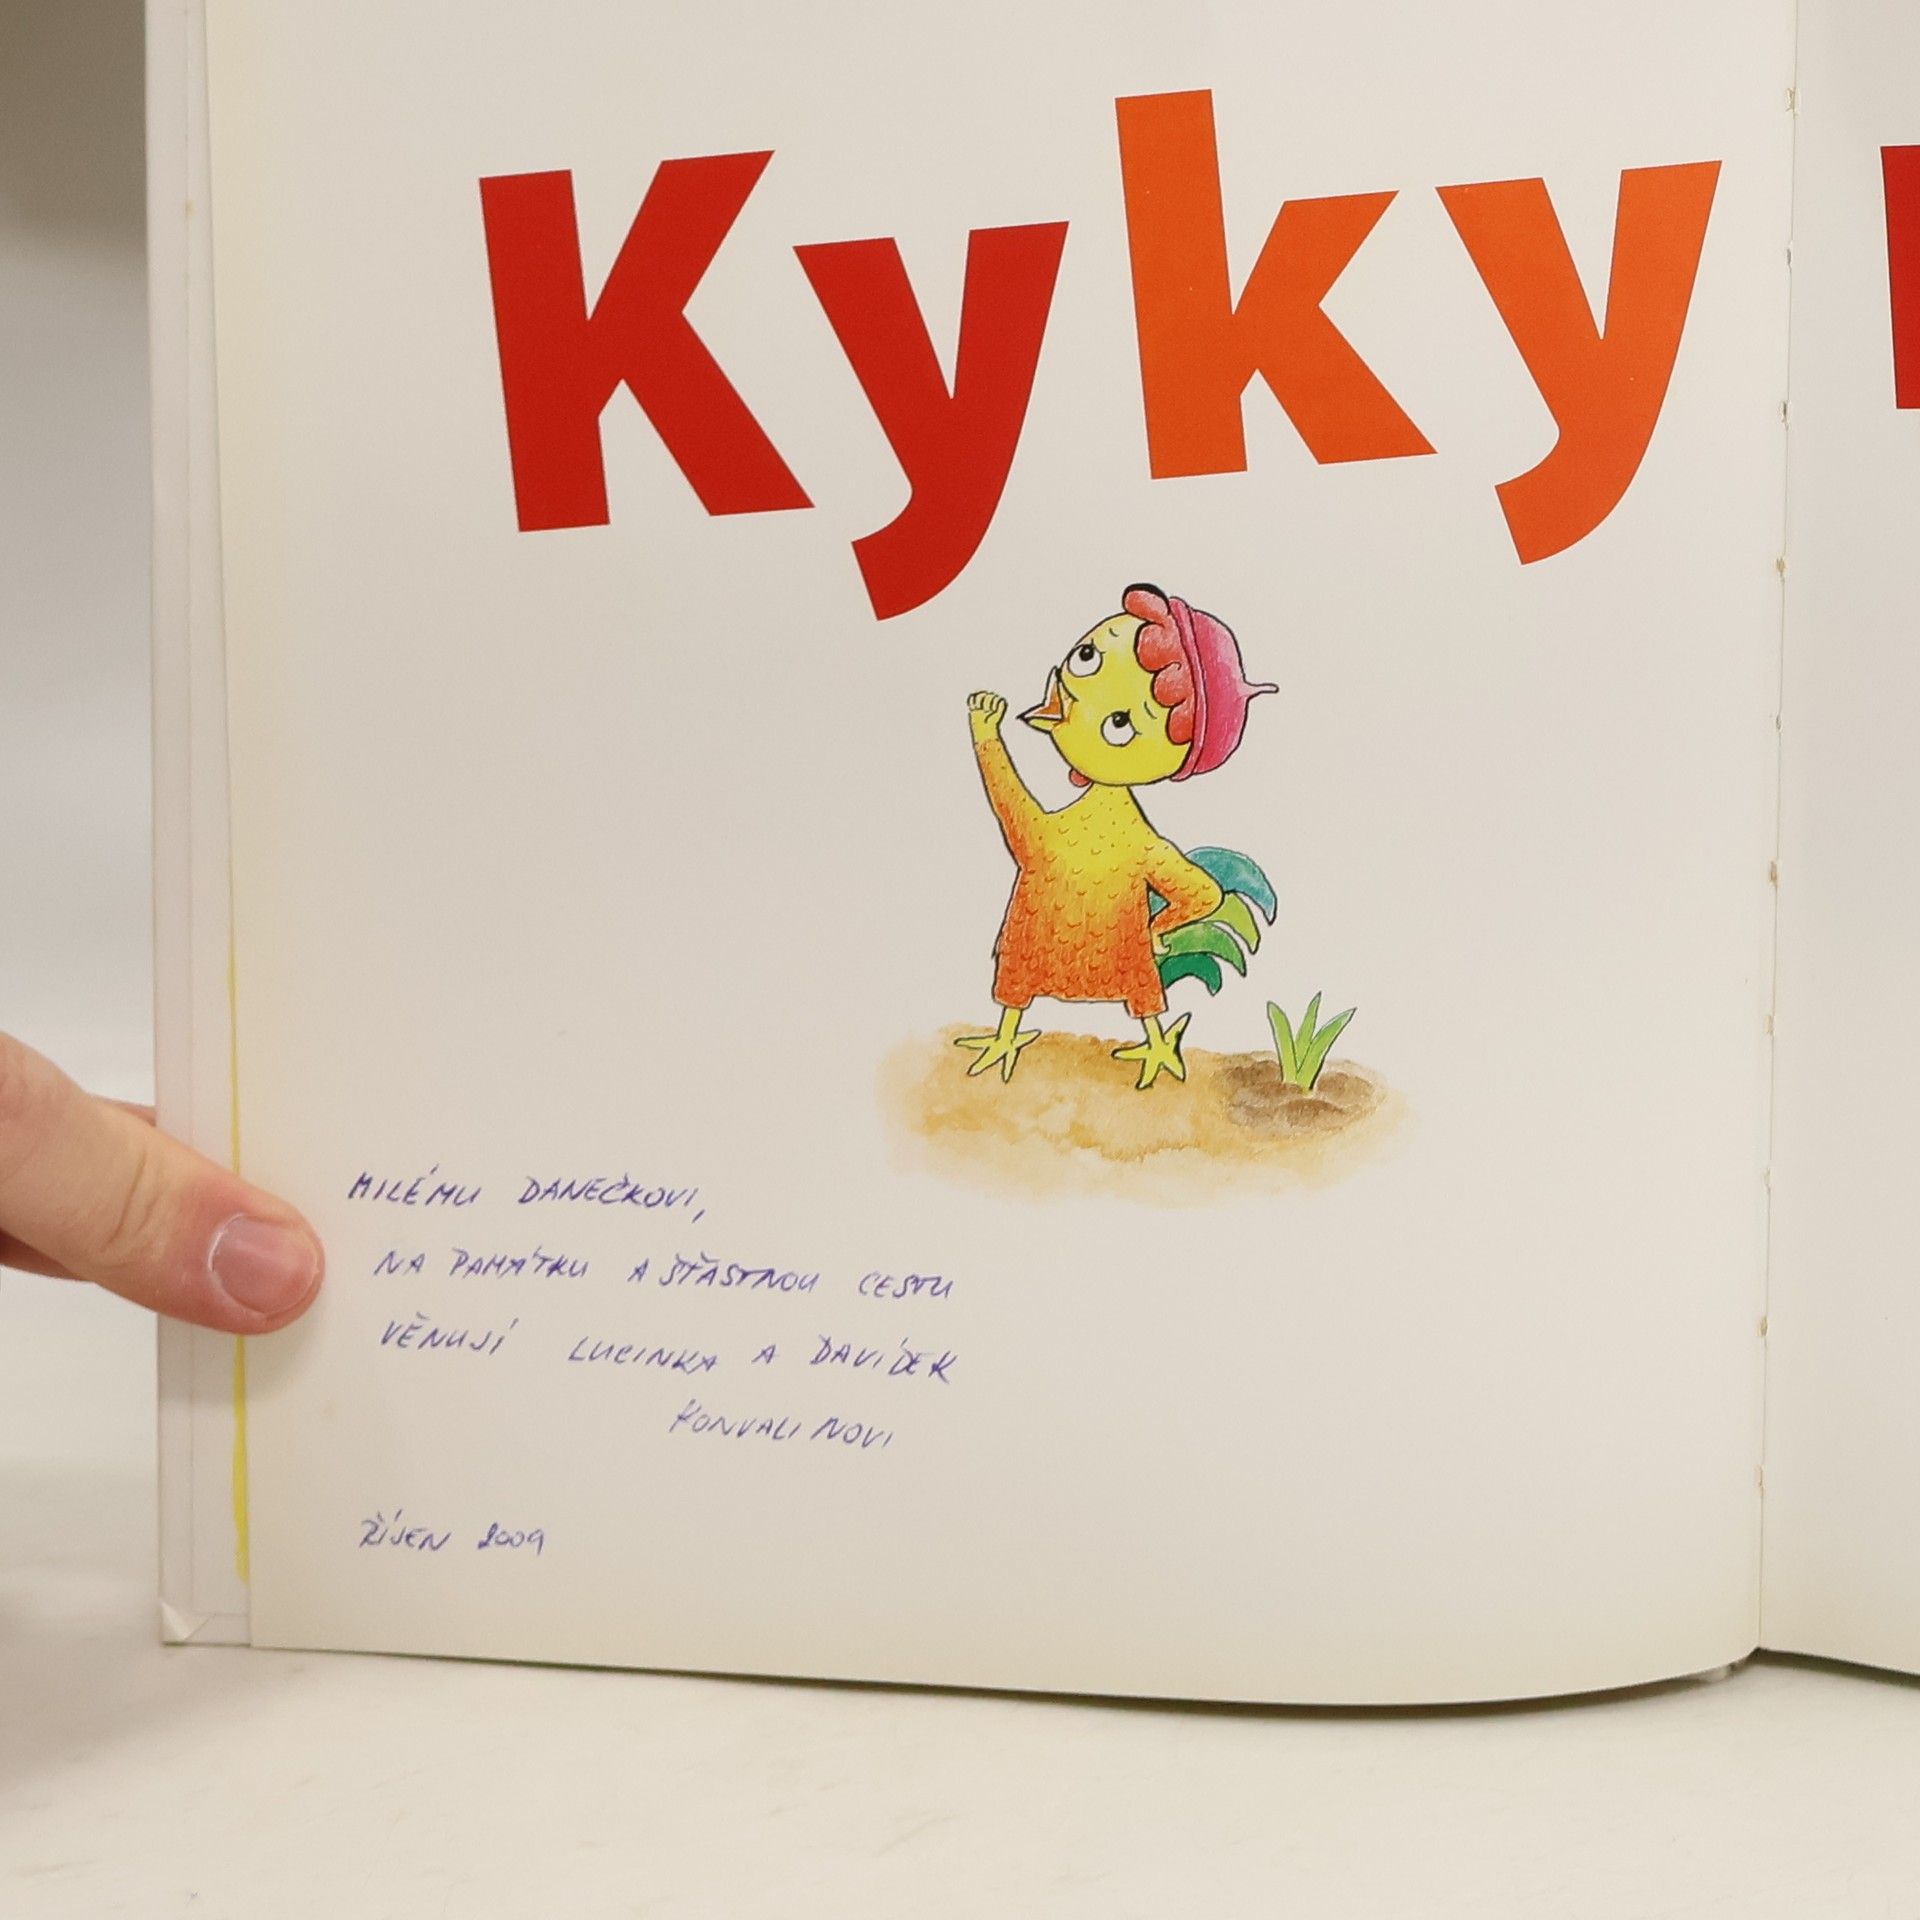 Kyky
MILÉMU DANEČKOVI,
NA PAMÁTKU A ŠŤASTNOU CESTU
VĚNUJÍ LUCINKA A DAVÍDEK
KONVALINOVI
ŘÍJEN 2009